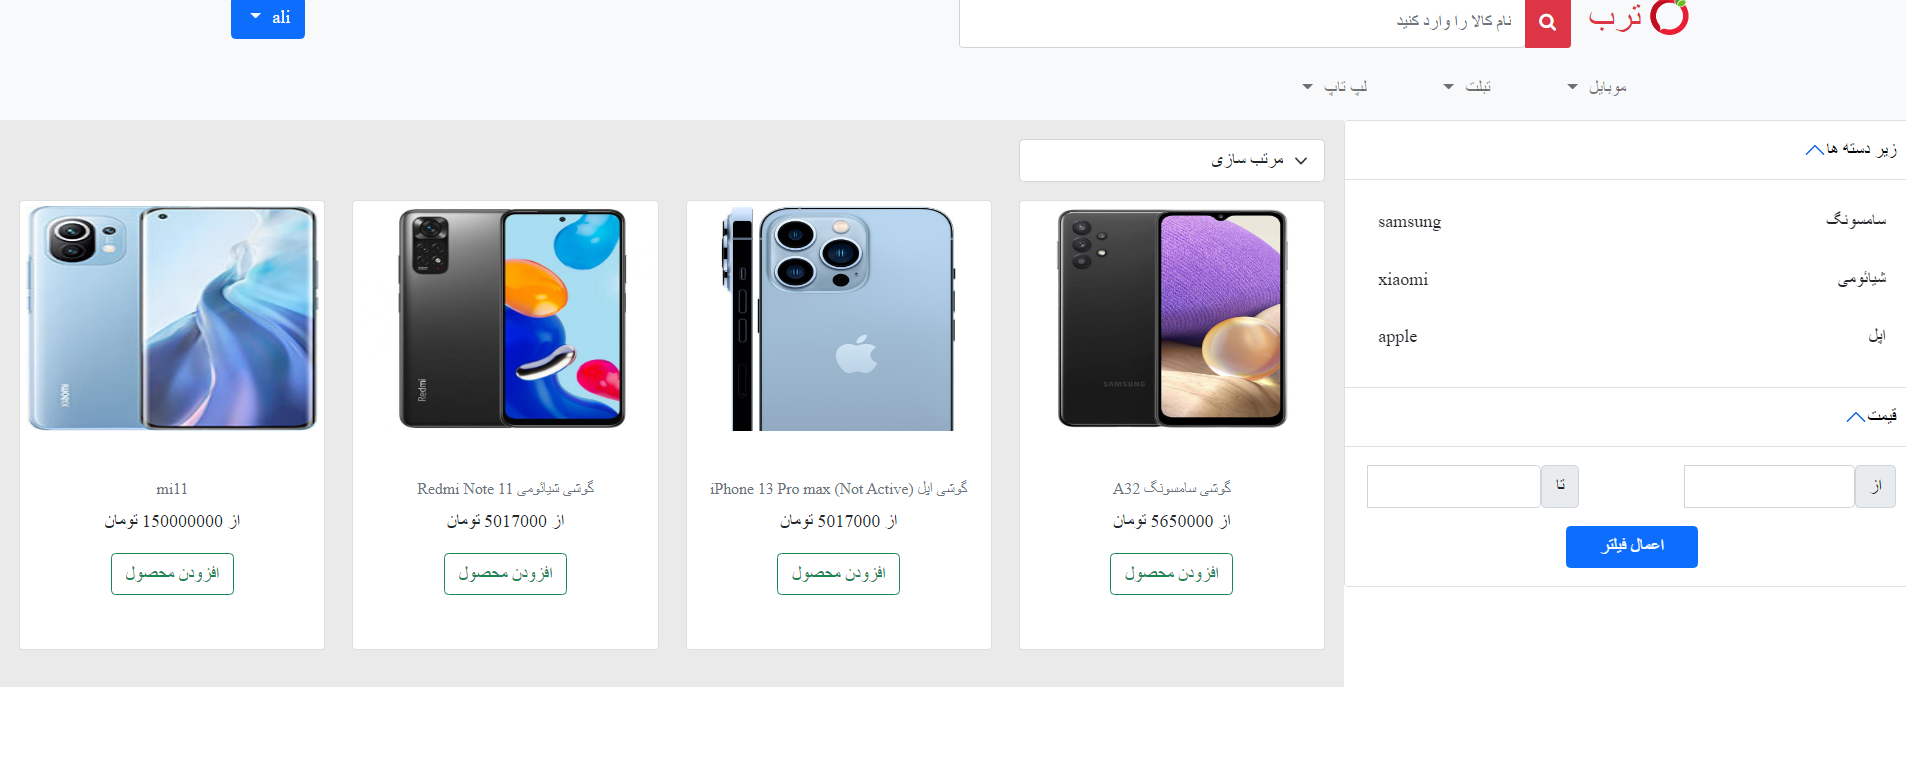 ترب
نام کالا را وارد کنید
ali
موبایل
تبلت
لپ تاپ
زیر دسته ها
سامسونگ samsung
شیائومی xiaomi
اپل apple
قیمت
از
تا
اعمال فیلتر
مرتب سازی
SAMSUNG
گوشی سامسونگ A32
از 5650000 تومان
افزودن محصول
گوشی اپل iPhone 13 Pro max (Not Active)
از 5017000 تومان
افزودن محصول
Redmi
گوشی شیائومی Redmi Note 11
از 5017000 تومان
افزودن محصول
xiaomi
mi11
از 150000000 تومان
افزودن محصول